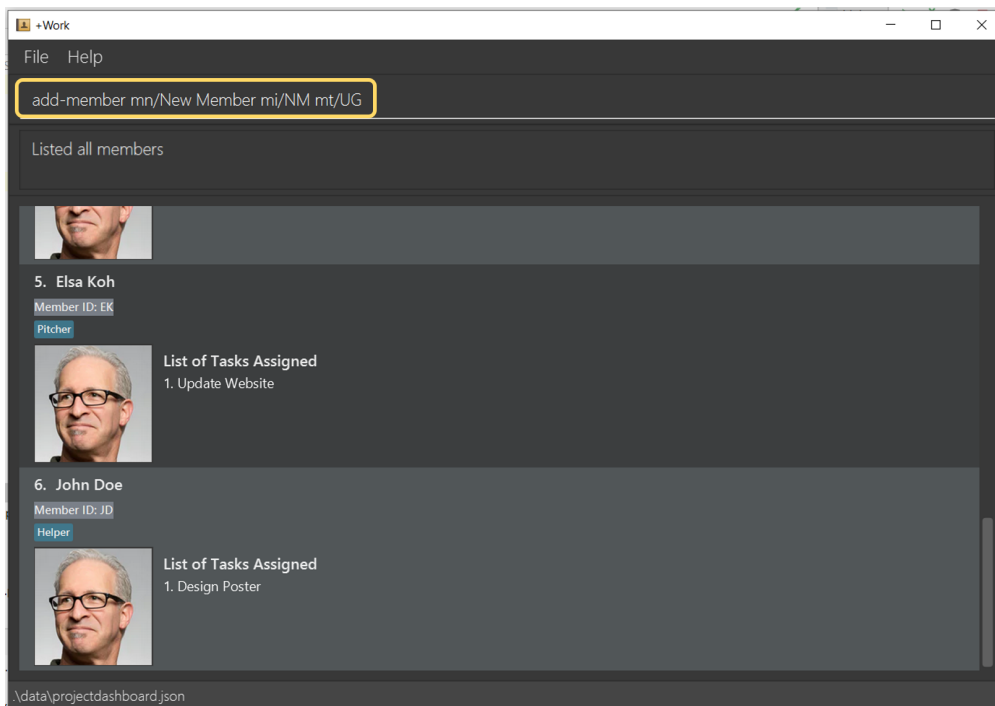 +Work
File Help
add-member mn/New Member mi/NM mt/UG
Listed all members
5. Elsa Koh
Member ID: EK
Pitcher
List of Tasks Assigned
1. Update Website
6. John Doe
Member ID: JD
Helper
List of Tasks Assigned
1. Design Poster
.\data\projectdashboard.json